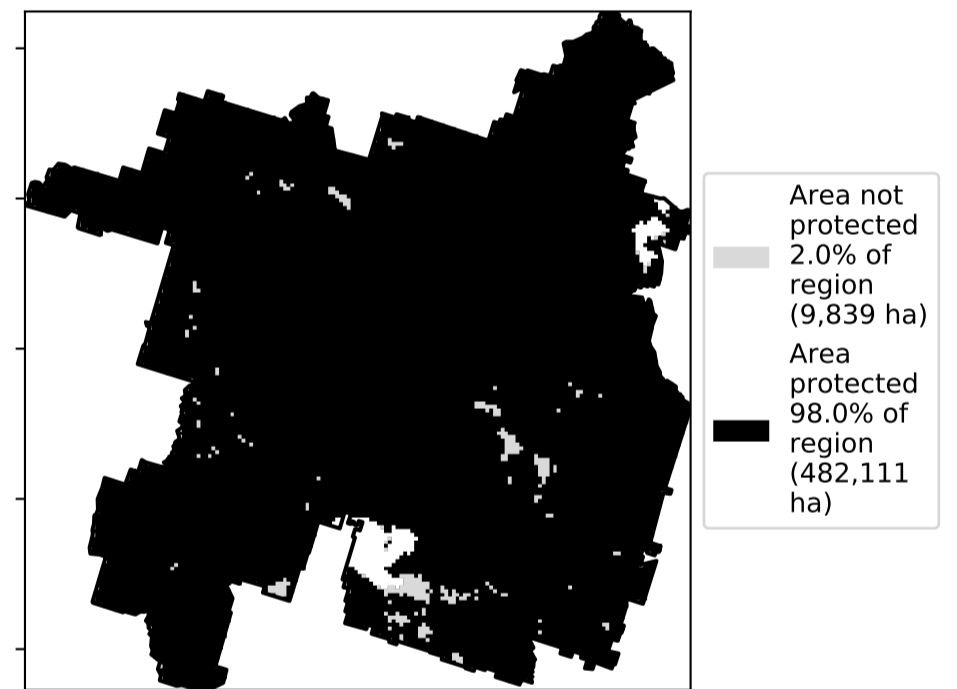 Area not
protected
2.0% of
region
(9,839 ha)
Area
protected
98.0% of
region
(482,111
ha)